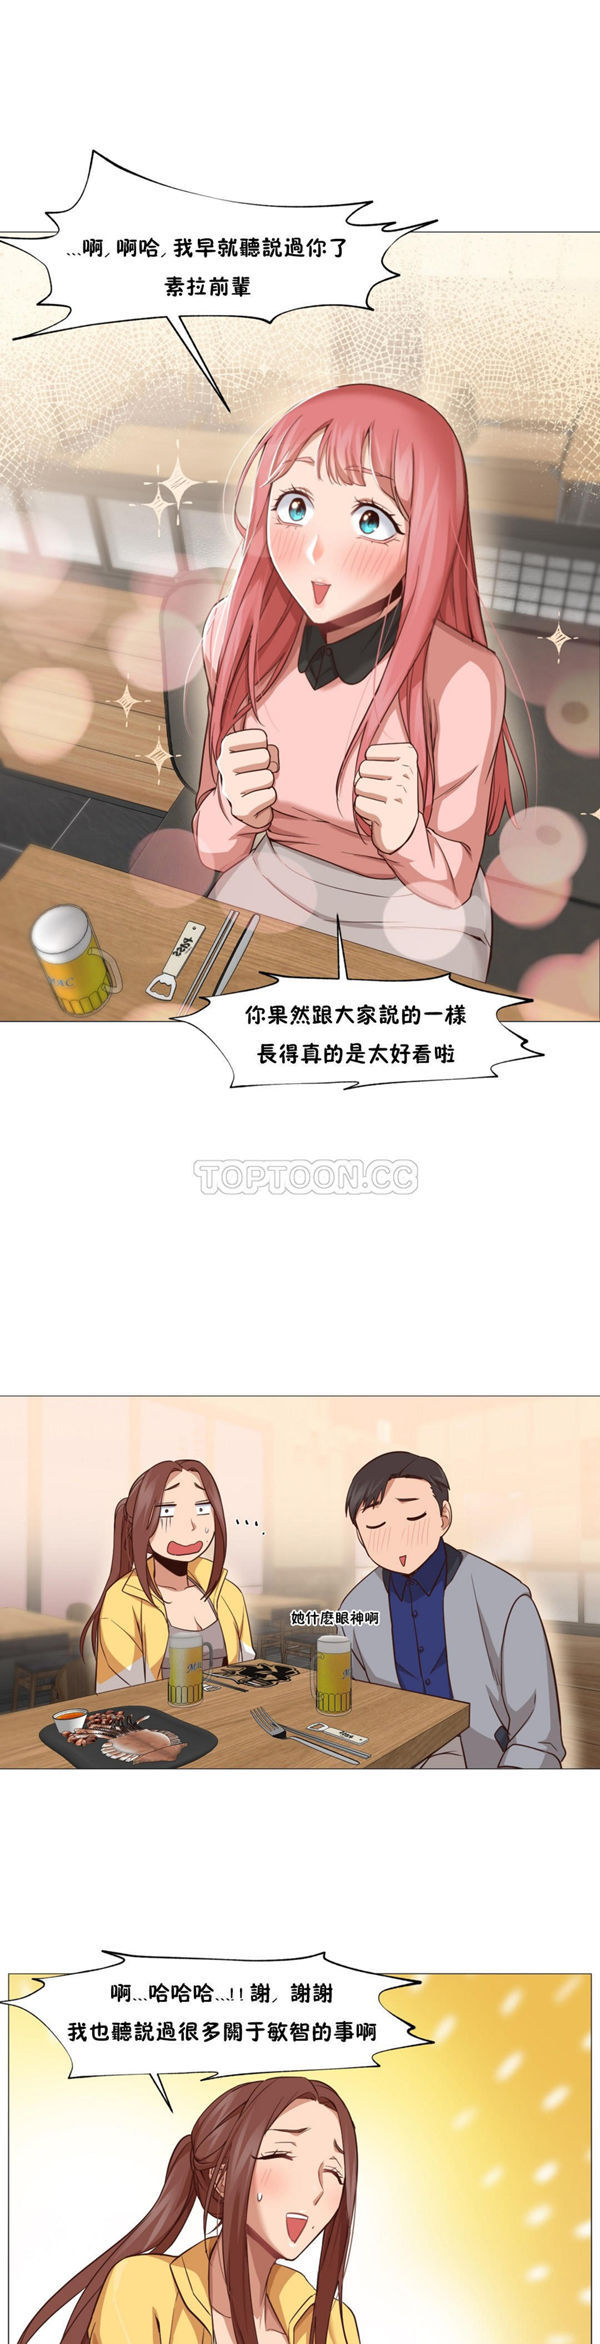 ...啊, 啊哈, 我早就聽說過你了
素拉前輩
MAC
你果然跟大家說的一樣
長得真的是太好看啦
TOPTOON.CC
....
她什麽眼神啊
啊...哈哈哈...!! 謝, 謝謝
我也聽說過很多關于敏智的事啊